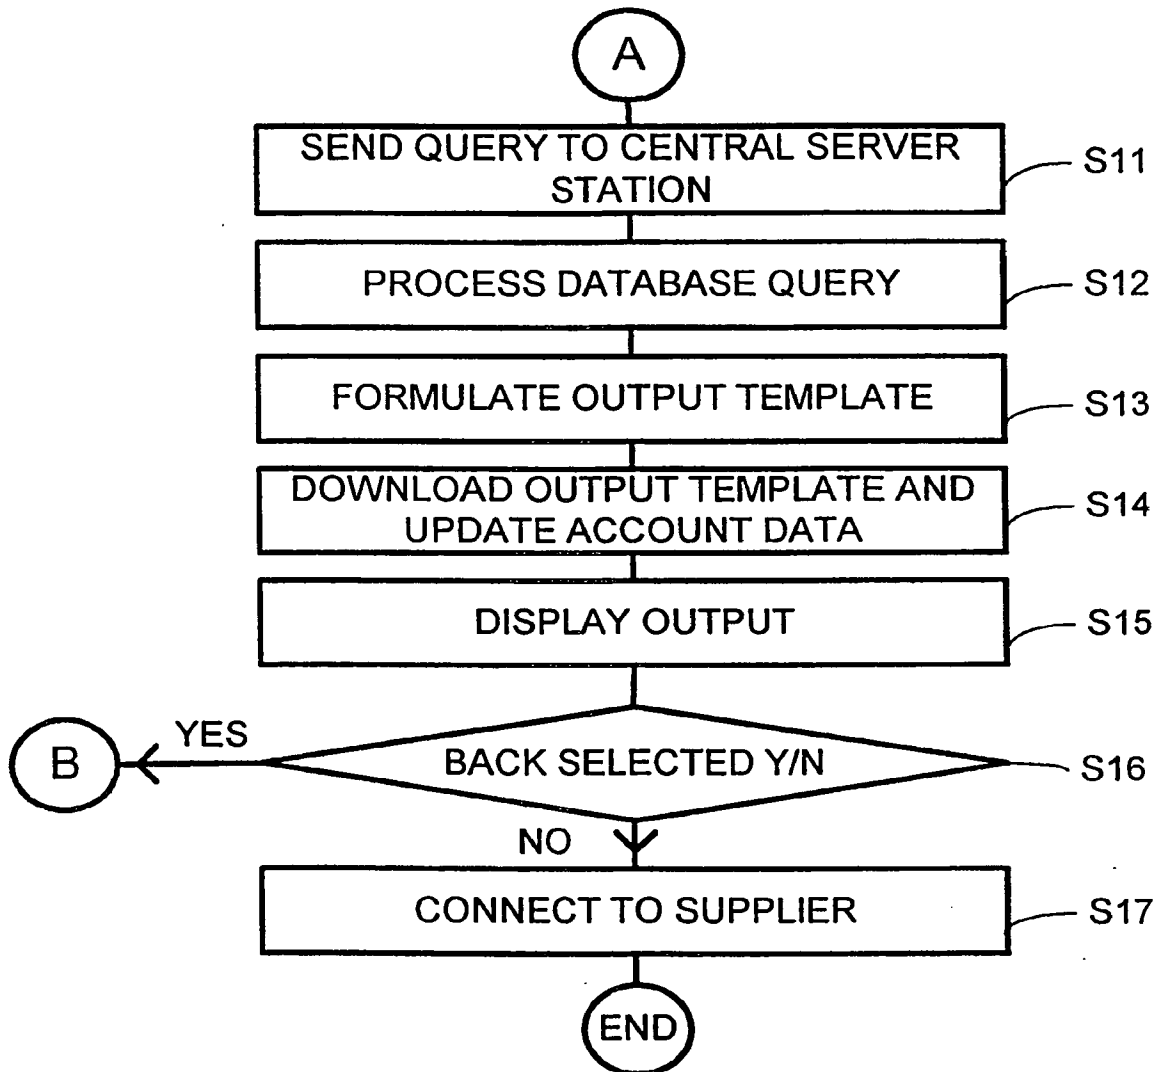 A
SEND QUERY TO CENTRAL SERVER
STATION
S11
PROCESS DATABASE QUERY
S12
FORMULATE OUTPUT TEMPLATE
S13
DOWNLOAD OUTPUT TEMPLATE AND
UPDATE ACCOUNT DATA
S14
DISPLAY OUTPUT
S15
YES
B
BACK SELECTED Y/N
S16
NO
CONNECT TO SUPPLIER
S17
END